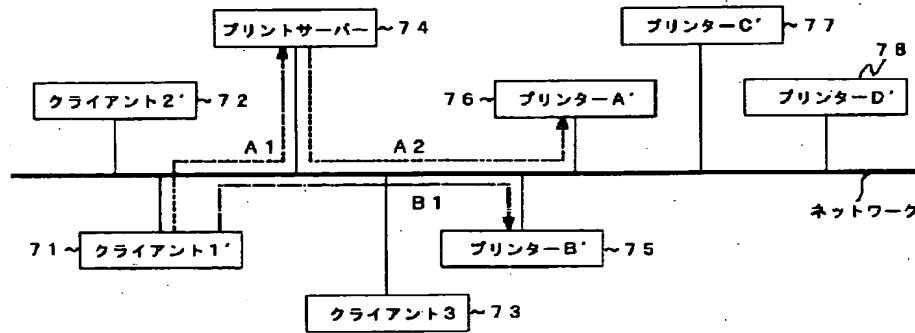 プリントサーバー ~74
プリンターC' ~77
78
クライアント2' ~72
76~ プリンターA'
プリンターD'
A1
A2
B1
ネットワーク
71~ クライアント1'
プリンターB' ~75
クライアント3 ~73